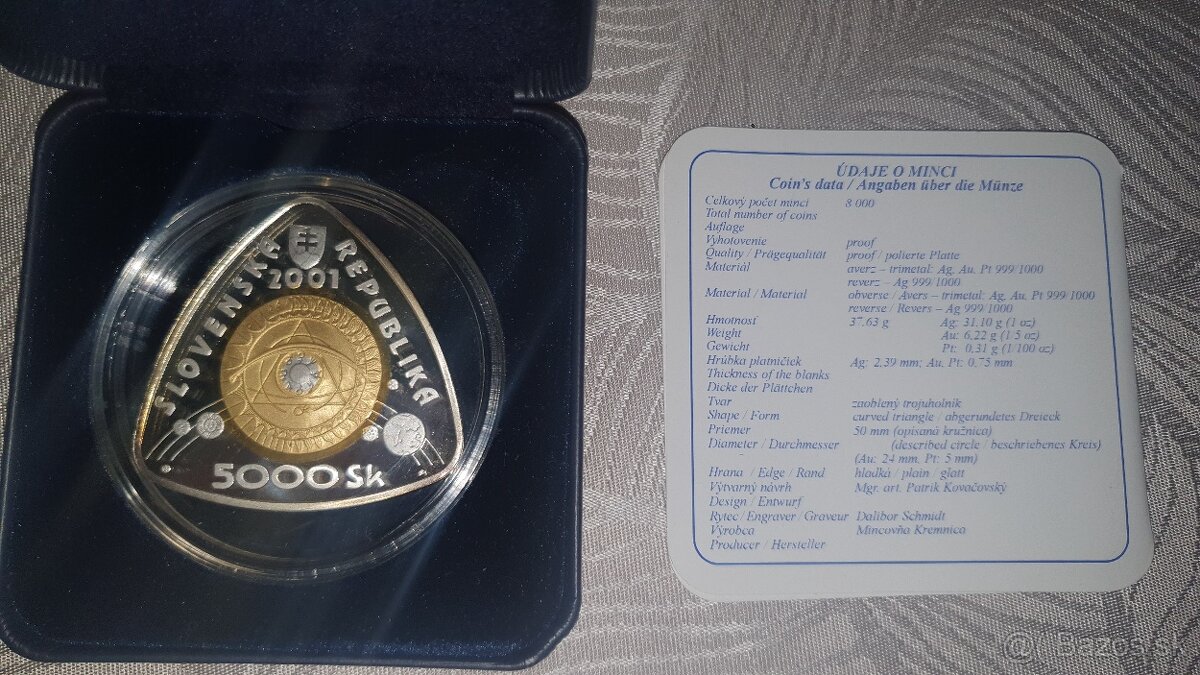 SLOVENSKÁ REPUBLIKA
2001
5000 Sk
ÚDAJE O MINCI
Coin's data / Angaben über die Münze
Celkový počet mincí 8 000
Total number of coins
Auflage
Vyhotovenie proof
Quality / Prägequalität proof / polierte Platte
Materiál averz – trimetal: Ag, Au, Pt 999/1000
reverz – Ag 999/1000
Material / Material obverse / Avers – trimetal: Ag, Au, Pt 999/1000
reverse / Revers – Ag 999/1000
Hmotnosť 37,63 g Ag: 31,10 g (1 oz)
Weight Au: 6,22 g (1/5 oz)
Gewicht Pt: 0,31 g (1/100 oz)
Hrúbka platničiek Ag: 2,39 mm; Au, Pt: 0,75 mm
Thickness of the blanks
Dicke der Plättchen
Tvar zaoblený trojuholník
Shape / Form curved triangle / abgerundetes Dreieck
Priemer 50 mm (opísaná kružnica)
Diameter / Durchmesser (described circle / beschriebenes Kreis)
(Au: 24 mm, Pt: 5 mm)
Hrana / Edge / Rand hladká / plain / glatt
Výtvarný návrh Mgr. art. Patrik Kovačovský
Design / Entwurf
Rytec / Engraver / Graveur Dalibor Schmidt
Výrobca Mincovňa Kremnica
Producer / Hersteller
Bazos.sk